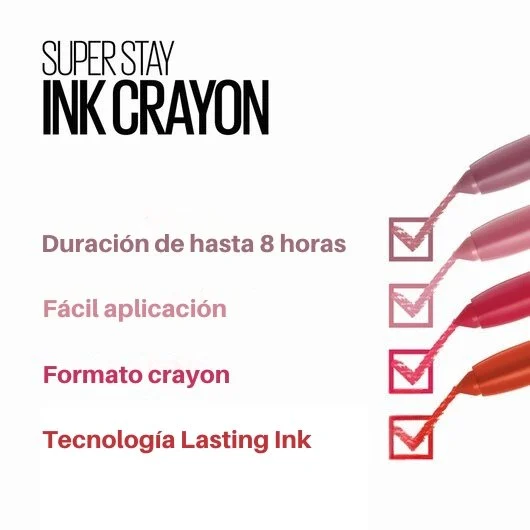 SUPER STAY
INK CRAYON
Duración de hasta 8 horas
Fácil aplicación
Formato crayon
Tecnología Lasting Ink